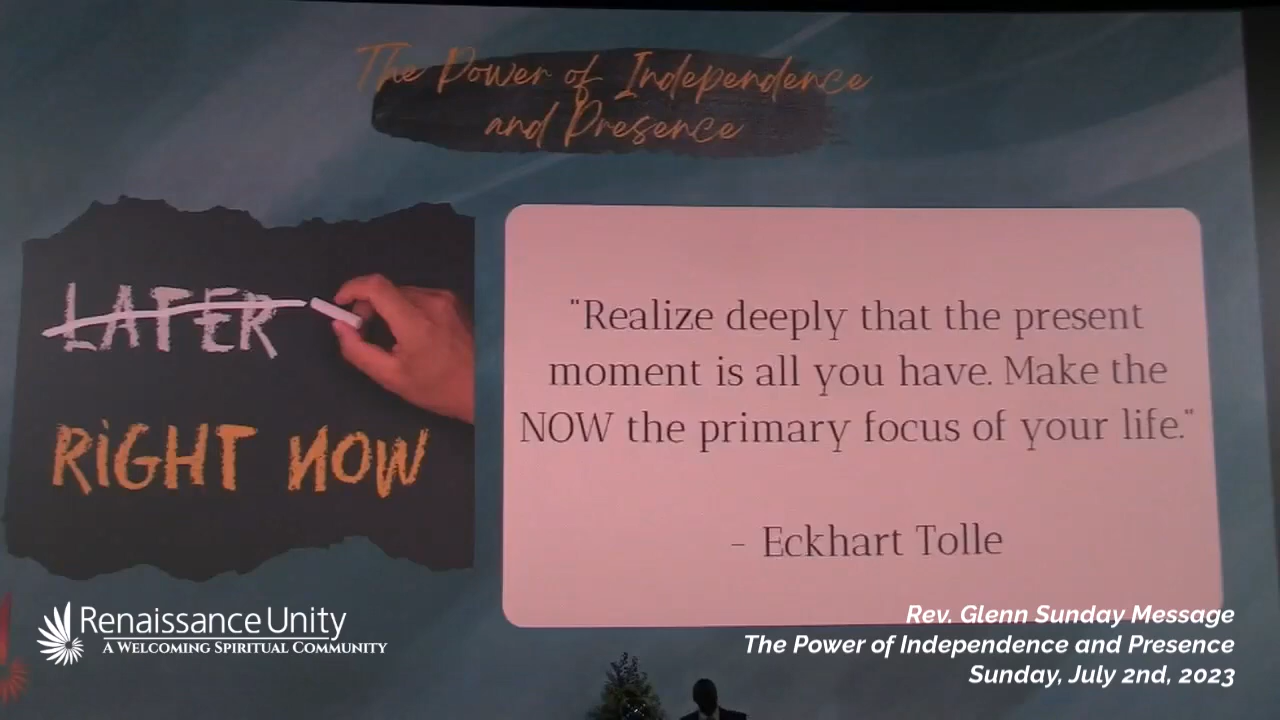 The Power of Independence
and Presence
LATER
RiGHT NOW
"Realize deeply that the present
moment is all you have. Make the
NOW the primary focus of your life."
- Eckhart Tolle
Renaissance Unity
A Welcoming Spiritual Community
Rev. Glenn Sunday Message
The Power of Independence and Presence
Sunday, July 2nd, 2023